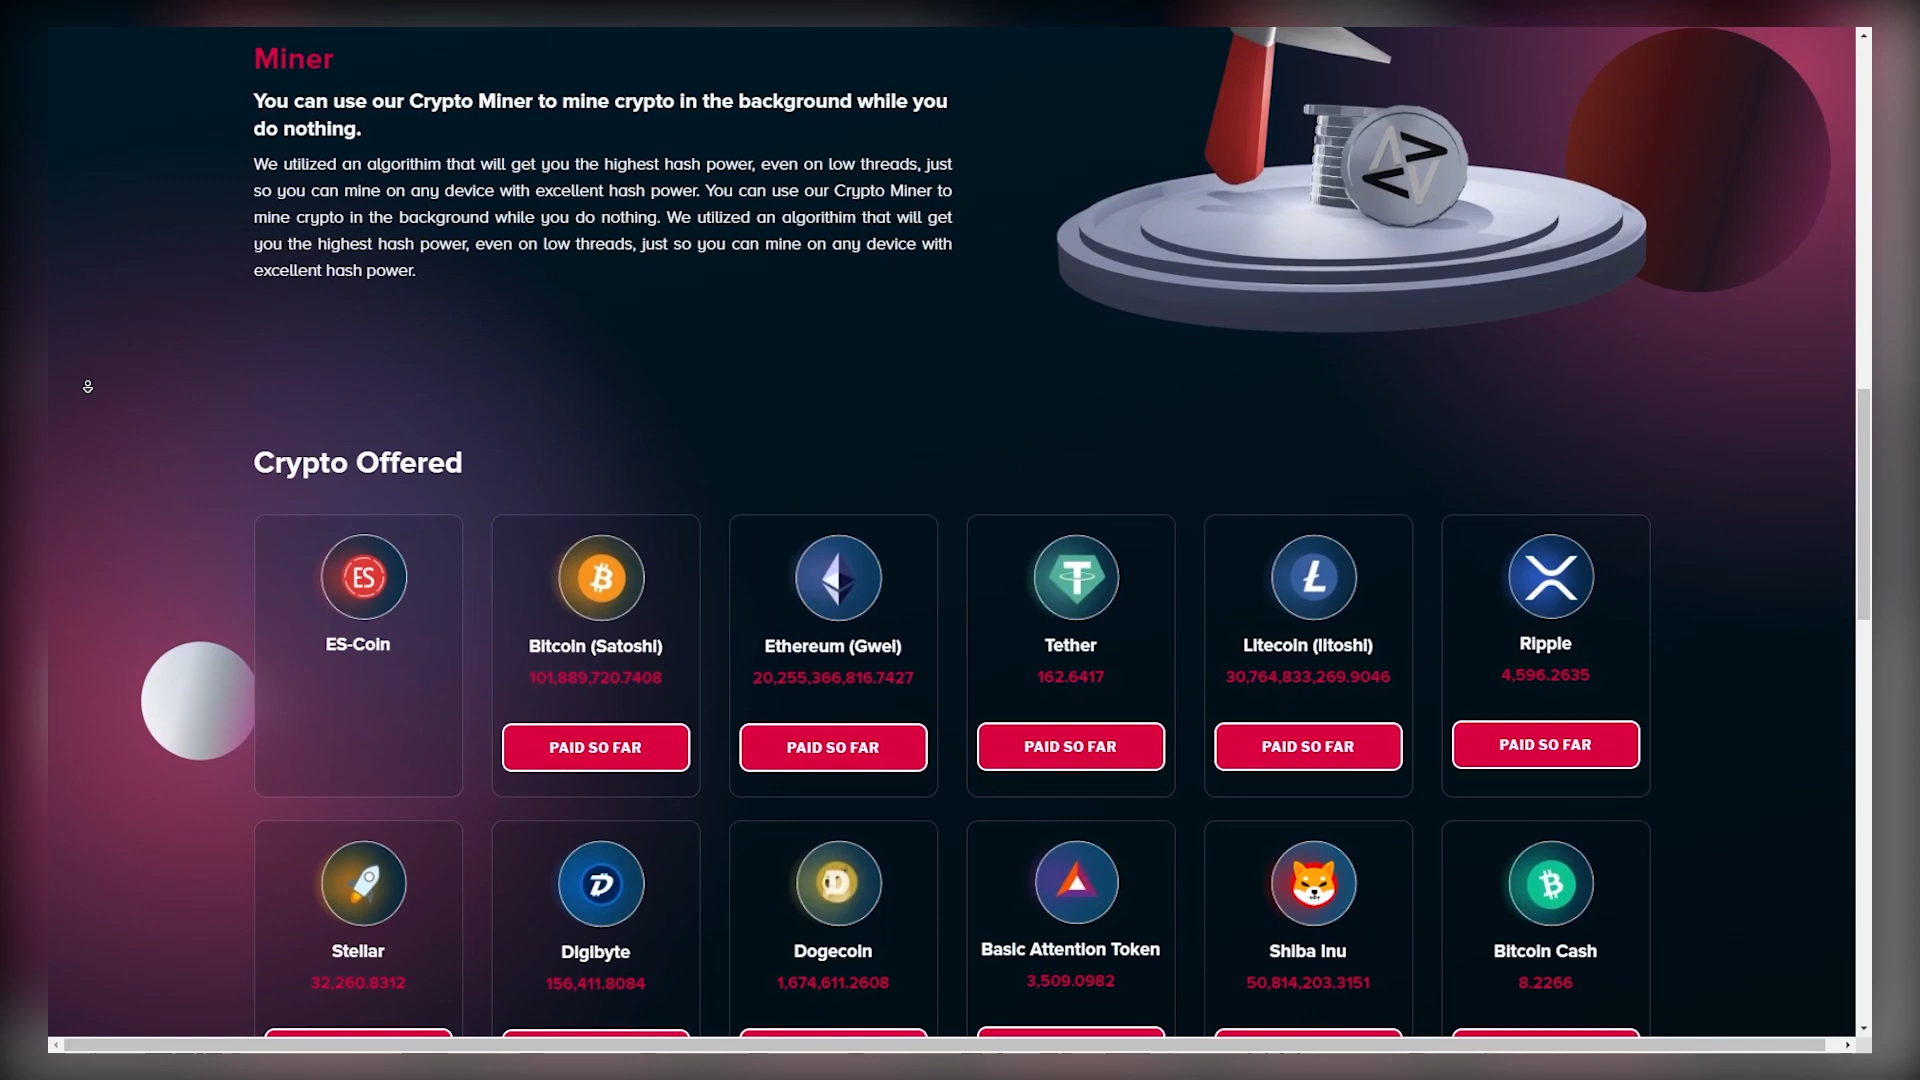 Miner
You can use our Crypto Miner to mine crypto in the background while you
do nothing.
We utilized an algorithim that will get you the highest hash power, even on low threads, just
so you can mine on any device with excellent hash power. You can use our Crypto Miner to
mine crypto in the background while you do nothing. We utilized an algorithim that will get
you the highest hash power, even on low threads, just so you can mine on any device with
excellent hash power.
Crypto Offered
ES
ES-Coin
Bitcoin (Satoshi)
101,889,720.7408
PAID SO FAR
Ethereum (Gwei)
20,255,366,816.7427
PAID SO FAR
Tether
162.6417
PAID SO FAR
Litecoin (litoshi)
30,764,833,269.9046
PAID SO FAR
Ripple
4,596.2635
PAID SO FAR
Stellar
32,260.8312
Digibyte
156,411.8084
Dogecoin
1,674,611.2608
Basic Attention Token
3,509.0982
Shiba Inu
50,814,203.3151
Bitcoin Cash
8.2266